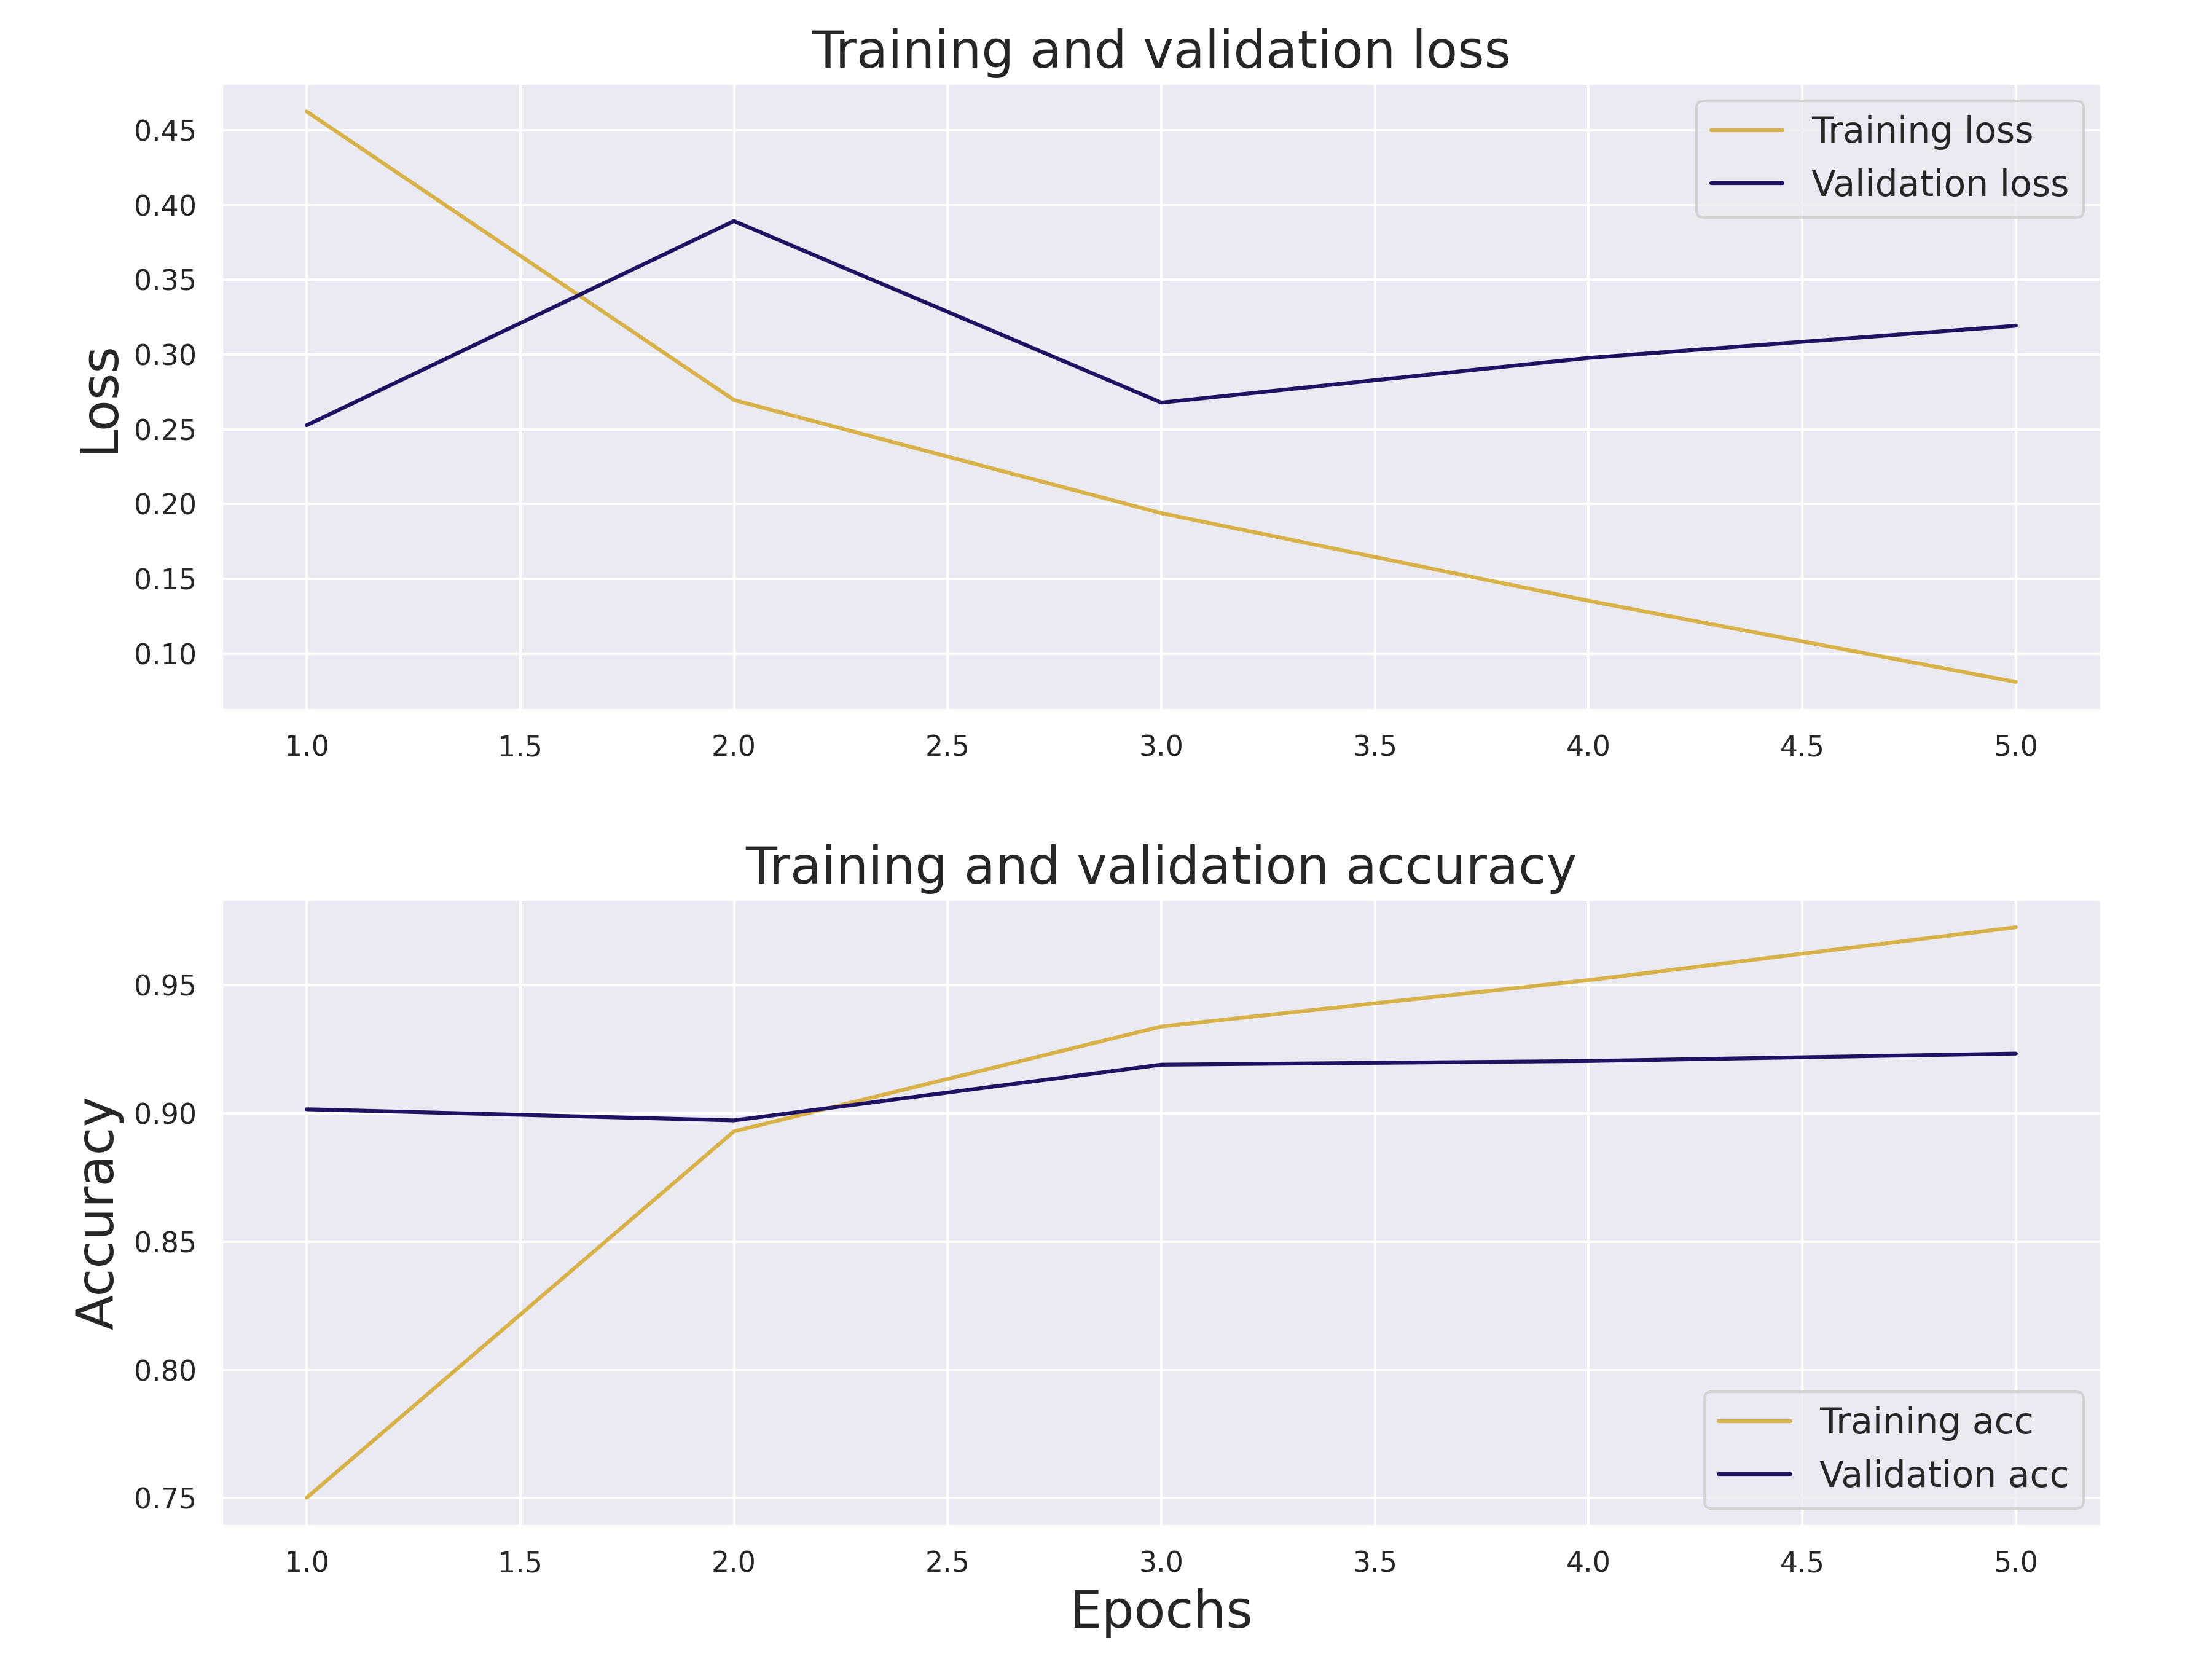 Training and validation loss
Loss
0.45
0.40
0.35
0.30
0.25
0.20
0.15
0.10
Training loss
Validation loss
1.0 1.5 2.0 2.5 3.0 3.5 4.0 4.5 5.0
Training and validation accuracy
Accuracy
0.95
0.90
0.85
0.80
0.75
Training acc
Validation acc
1.0 1.5 2.0 2.5 3.0 3.5 4.0 4.5 5.0
Epochs